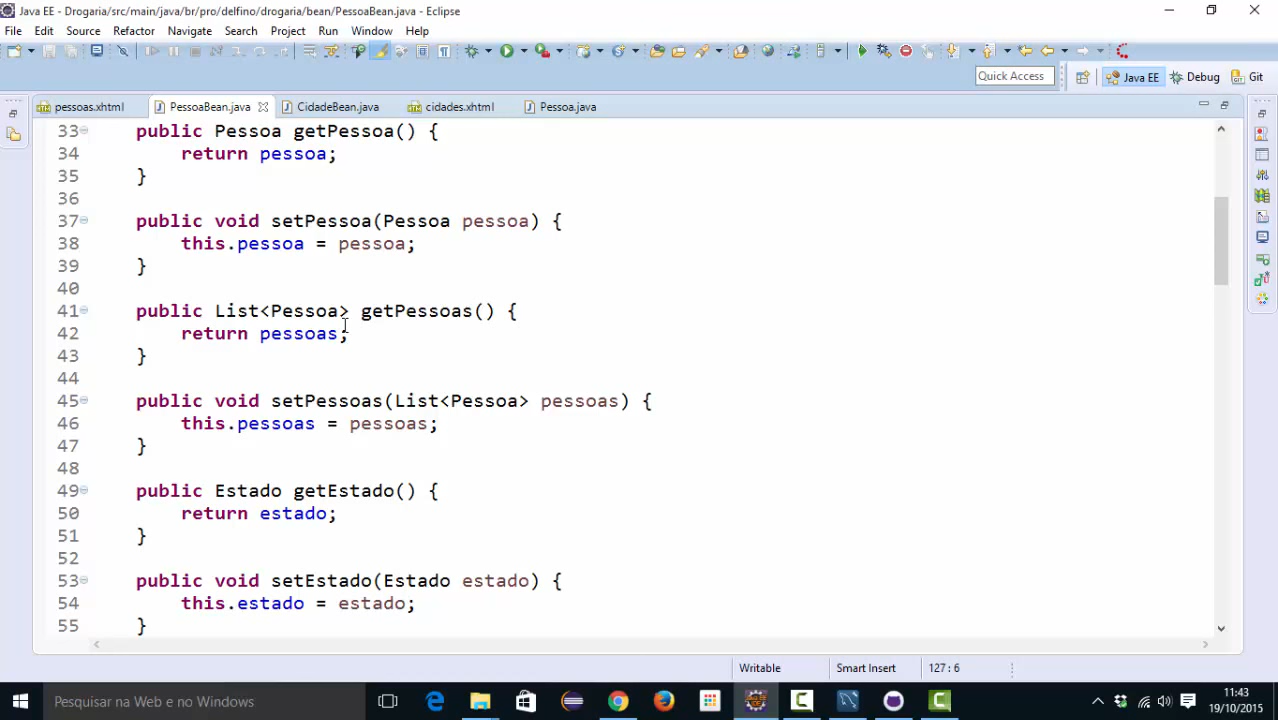 Java EE - Drogaria/src/main/java/br/pro/delfino/drogaria/bean/PessoaBean.java - Eclipse
File Edit Source Refactor Navigate Search Project Run Window Help
Quick Access Java EE Debug Git
pessoas.xhtml PessoaBean.java CidadeBean.java cidades.xhtml Pessoa.java
33 public Pessoa getPessoa() {
34 return pessoa;
35 }
36
37 public void setPessoa(Pessoa pessoa) {
38 this.pessoa = pessoa;
39 }
40
41 public List<Pessoa> getPessoas() {
42 return pessoas;
43 }
44
45 public void setPessoas(List<Pessoa> pessoas) {
46 this.pessoas = pessoas;
47 }
48
49 public Estado getEstado() {
50 return estado;
51 }
52
53 public void setEstado(Estado estado) {
54 this.estado = estado;
55 }
Writable Smart Insert 127 : 6
Pesquisar na Web e no Windows
11:43
19/10/2015